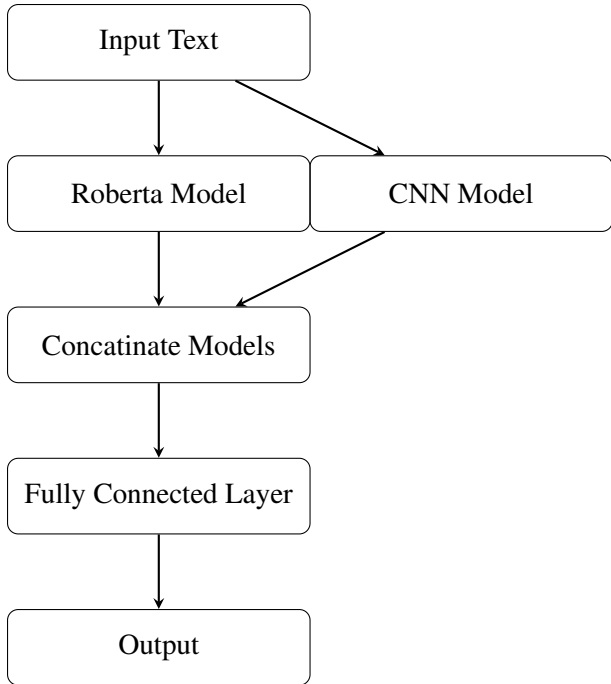 Input Text
Roberta Model
CNN Model
Concatinate Models
Fully Connected Layer
Output